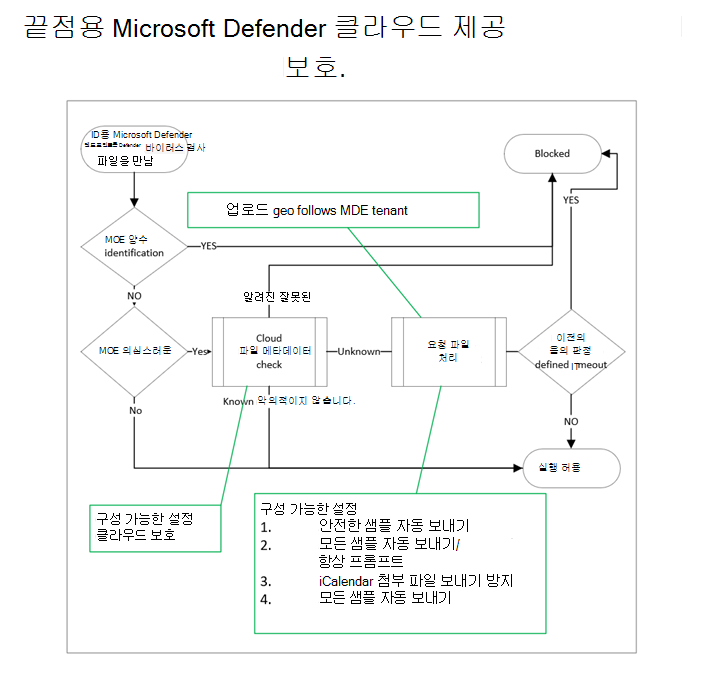 끝점용 Microsoft Defender 클라우드 제공
보호.
ID용 Microsoft Defender
바이러스 검사
파일을 만남
Blocked
업로드 geo follows MDE tenant
YES
MOE 양수
identification
YES
NO
알려진 잘못된
MOE 의심스러운
Yes
Cloud
파일 메타데이터
check
Unknown
요청 파일
처리
이전의
음의 판정
defined
No
Known 악의적이지 않습니다.
NO
실행 허용
구성 가능한 설정
클라우드 보호
구성 가능한 설정
1. 안전한 샘플 자동 보내기
2. 모든 샘플 자동 보내기/
항상 프롬프트
3. iCalendar 첨부 파일 보내기 방지
4. 모든 샘플 자동 보내기